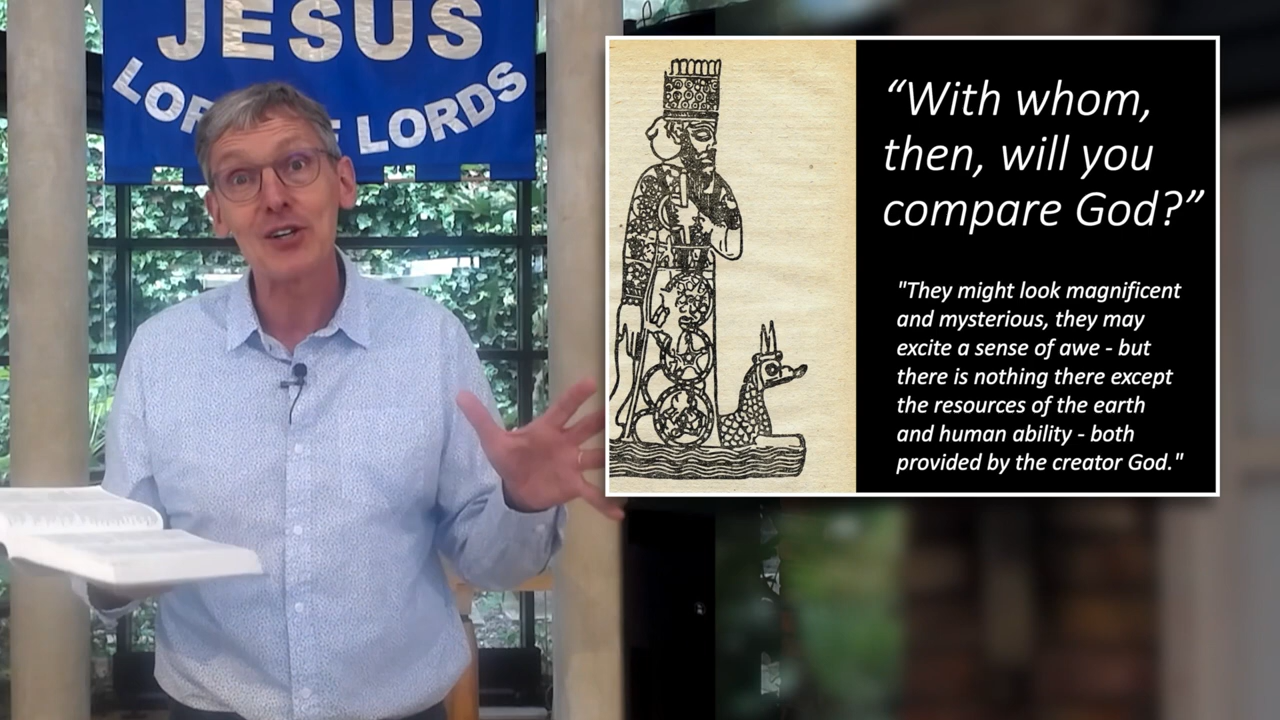 JESUS
LORDS
“With whom,
then, will you
compare God?”
"They might look magnificent
and mysterious, they may
excite a sense of awe - but
there is nothing there except
the resources of the earth
and human ability - both
provided by the creator God."